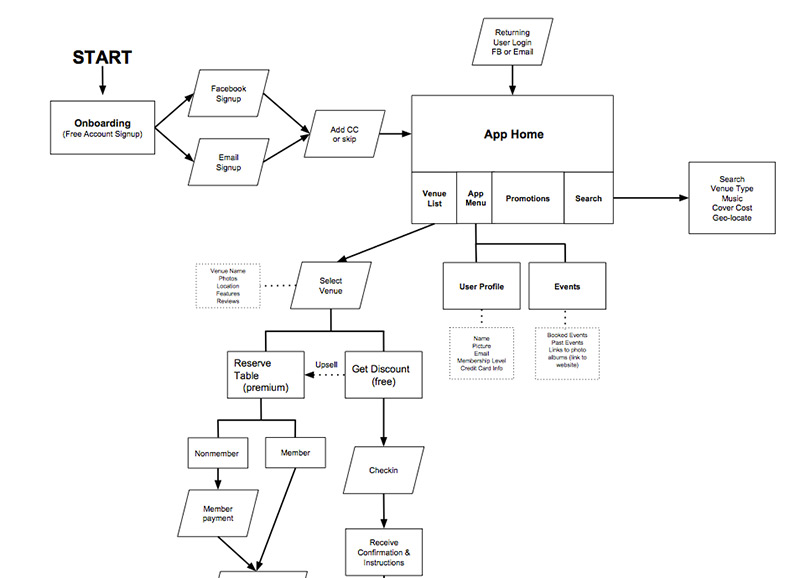 START
Onboarding
(Free Account Signup)
Facebook
Signup
Email
Signup
Add CC
or skip
Returning
User Login
FB or Email
App Home
Venue
List
App
Menu
Promotions
Search
Search
Venue Type
Music
Cover Cost
Geo-locate
Venue Name
Photos
Location
Features
Reviews
Select
Venue
User Profile
Events
Name
Picture
Email
Membership Level
Credit Card Info
Booked Events
Past Events
Links to photo
albums (link to
website)
Reserve
Table
(premium)
Upsell
Get Discount
(free)
Nonmember
Member
Checkin
Member
payment
Receive
Confirmation &
Instructions